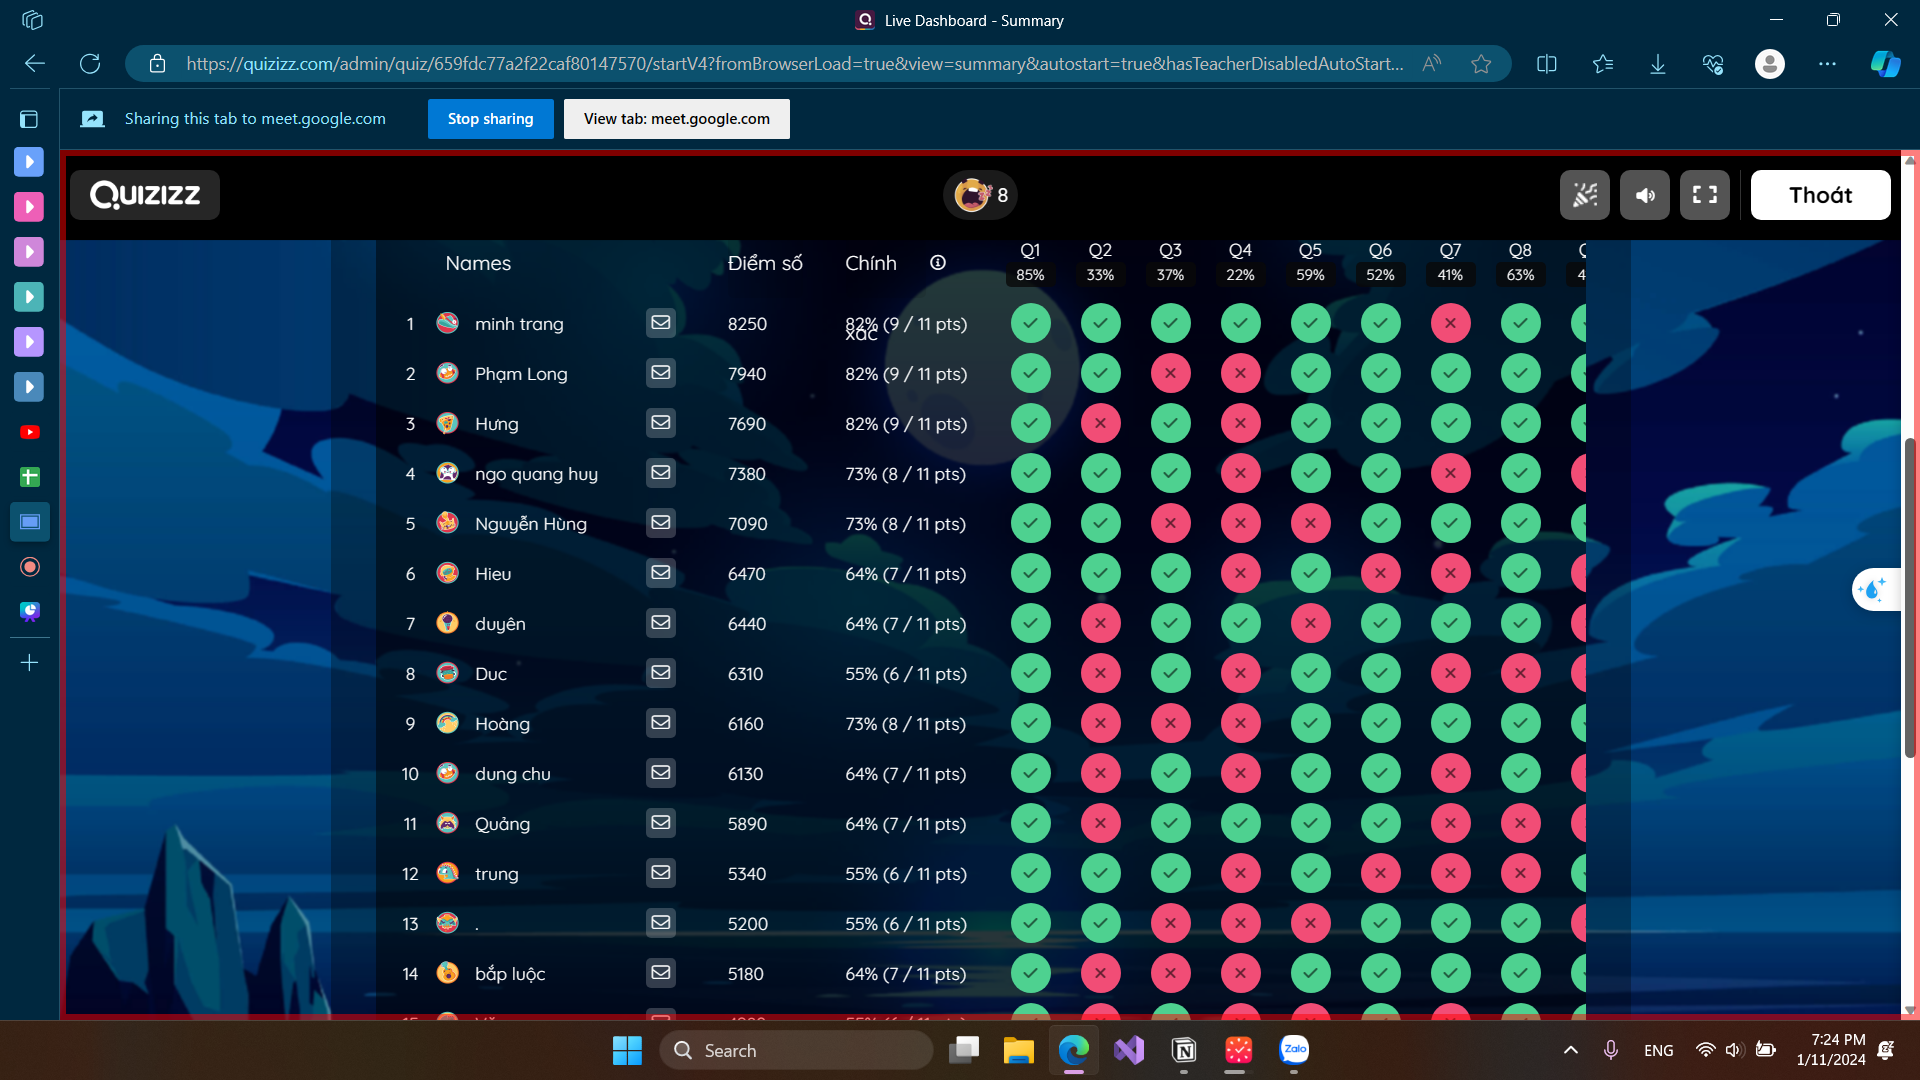 Live Dashboard - Summary
https://quizizz.com/admin/quiz/659fdc77a2f22caf80147570/startV4?fromBrowserLoad=true&view=summary&autostart=true&hasTeacherDisabledAutoStart...
Sharing this tab to meet.google.com Stop sharing View tab: meet.google.com
Quizizz 8 Thoát
Names Điểm số Chính xác Q1 Q2 Q3 Q4 Q5 Q6 Q7 Q8
85% 33% 37% 22% 59% 52% 41% 63% 4
1 minh trang 8250 82% (9 / 11 pts)
2 Phạm Long 7940 82% (9 / 11 pts)
3 Hưng 7690 82% (9 / 11 pts)
4 ngo quang huy 7380 73% (8 / 11 pts)
5 Nguyễn Hùng 7090 73% (8 / 11 pts)
6 Hieu 6470 64% (7 / 11 pts)
7 duyên 6440 64% (7 / 11 pts)
8 Duc 6310 55% (6 / 11 pts)
9 Hoàng 6160 73% (8 / 11 pts)
10 dung chu 6130 64% (7 / 11 pts)
11 Quảng 5890 64% (7 / 11 pts)
12 trung 5340 55% (6 / 11 pts)
13 . 5200 55% (6 / 11 pts)
14 bắp luộc 5180 64% (7 / 11 pts)
Search Zalo ENG 7:24 PM
1/11/2024